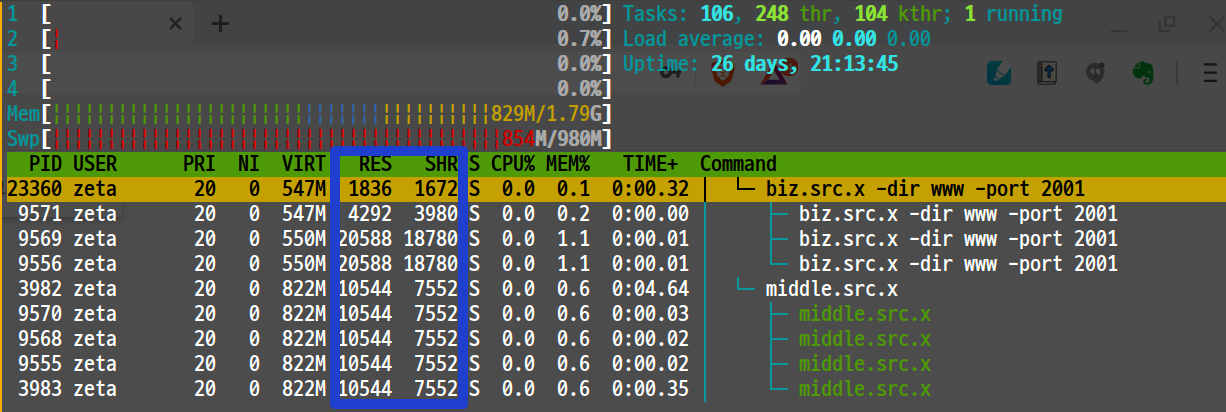 1 [ 0.0%] Tasks: 106, 248 thr, 104 kthr; 1 running
2 [| 0.7%] Load average: 0.00 0.00 0.00
3 [ 0.0%] Uptime: 26 days, 21:13:45
4 [ 0.0%]
Mem[||||||||||||||||||||||||||||||||||||||||829M/1.79G]
Swp[|||||||||||||||||||||||||||||||||||||||||854M/980M]
PID USER PRI NI VIRT RES SHR S CPU% MEM% TIME+ Command
23360 zeta 20 0 547M 1836 1672 S 0.0 0.1 0:00.32 │ └─ biz.src.x -dir www -port 2001
9571 zeta 20 0 547M 4292 3980 S 0.0 0.2 0:00.00 │ ├─ biz.src.x -dir www -port 2001
9569 zeta 20 0 550M 20588 18780 S 0.0 1.1 0:00.01 │ ├─ biz.src.x -dir www -port 2001
9556 zeta 20 0 550M 20588 18780 S 0.0 1.1 0:00.01 │ └─ biz.src.x -dir www -port 2001
3982 zeta 20 0 822M 10544 7552 S 0.0 0.6 0:04.64 │ └─ middle.src.x
9570 zeta 20 0 822M 10544 7552 S 0.0 0.6 0:00.03 │ ├─ middle.src.x
9568 zeta 20 0 822M 10544 7552 S 0.0 0.6 0:00.02 │ ├─ middle.src.x
9555 zeta 20 0 822M 10544 7552 S 0.0 0.6 0:00.02 │ ├─ middle.src.x
3983 zeta 20 0 822M 10544 7552 S 0.0 0.6 0:00.35 │ └─ middle.src.x